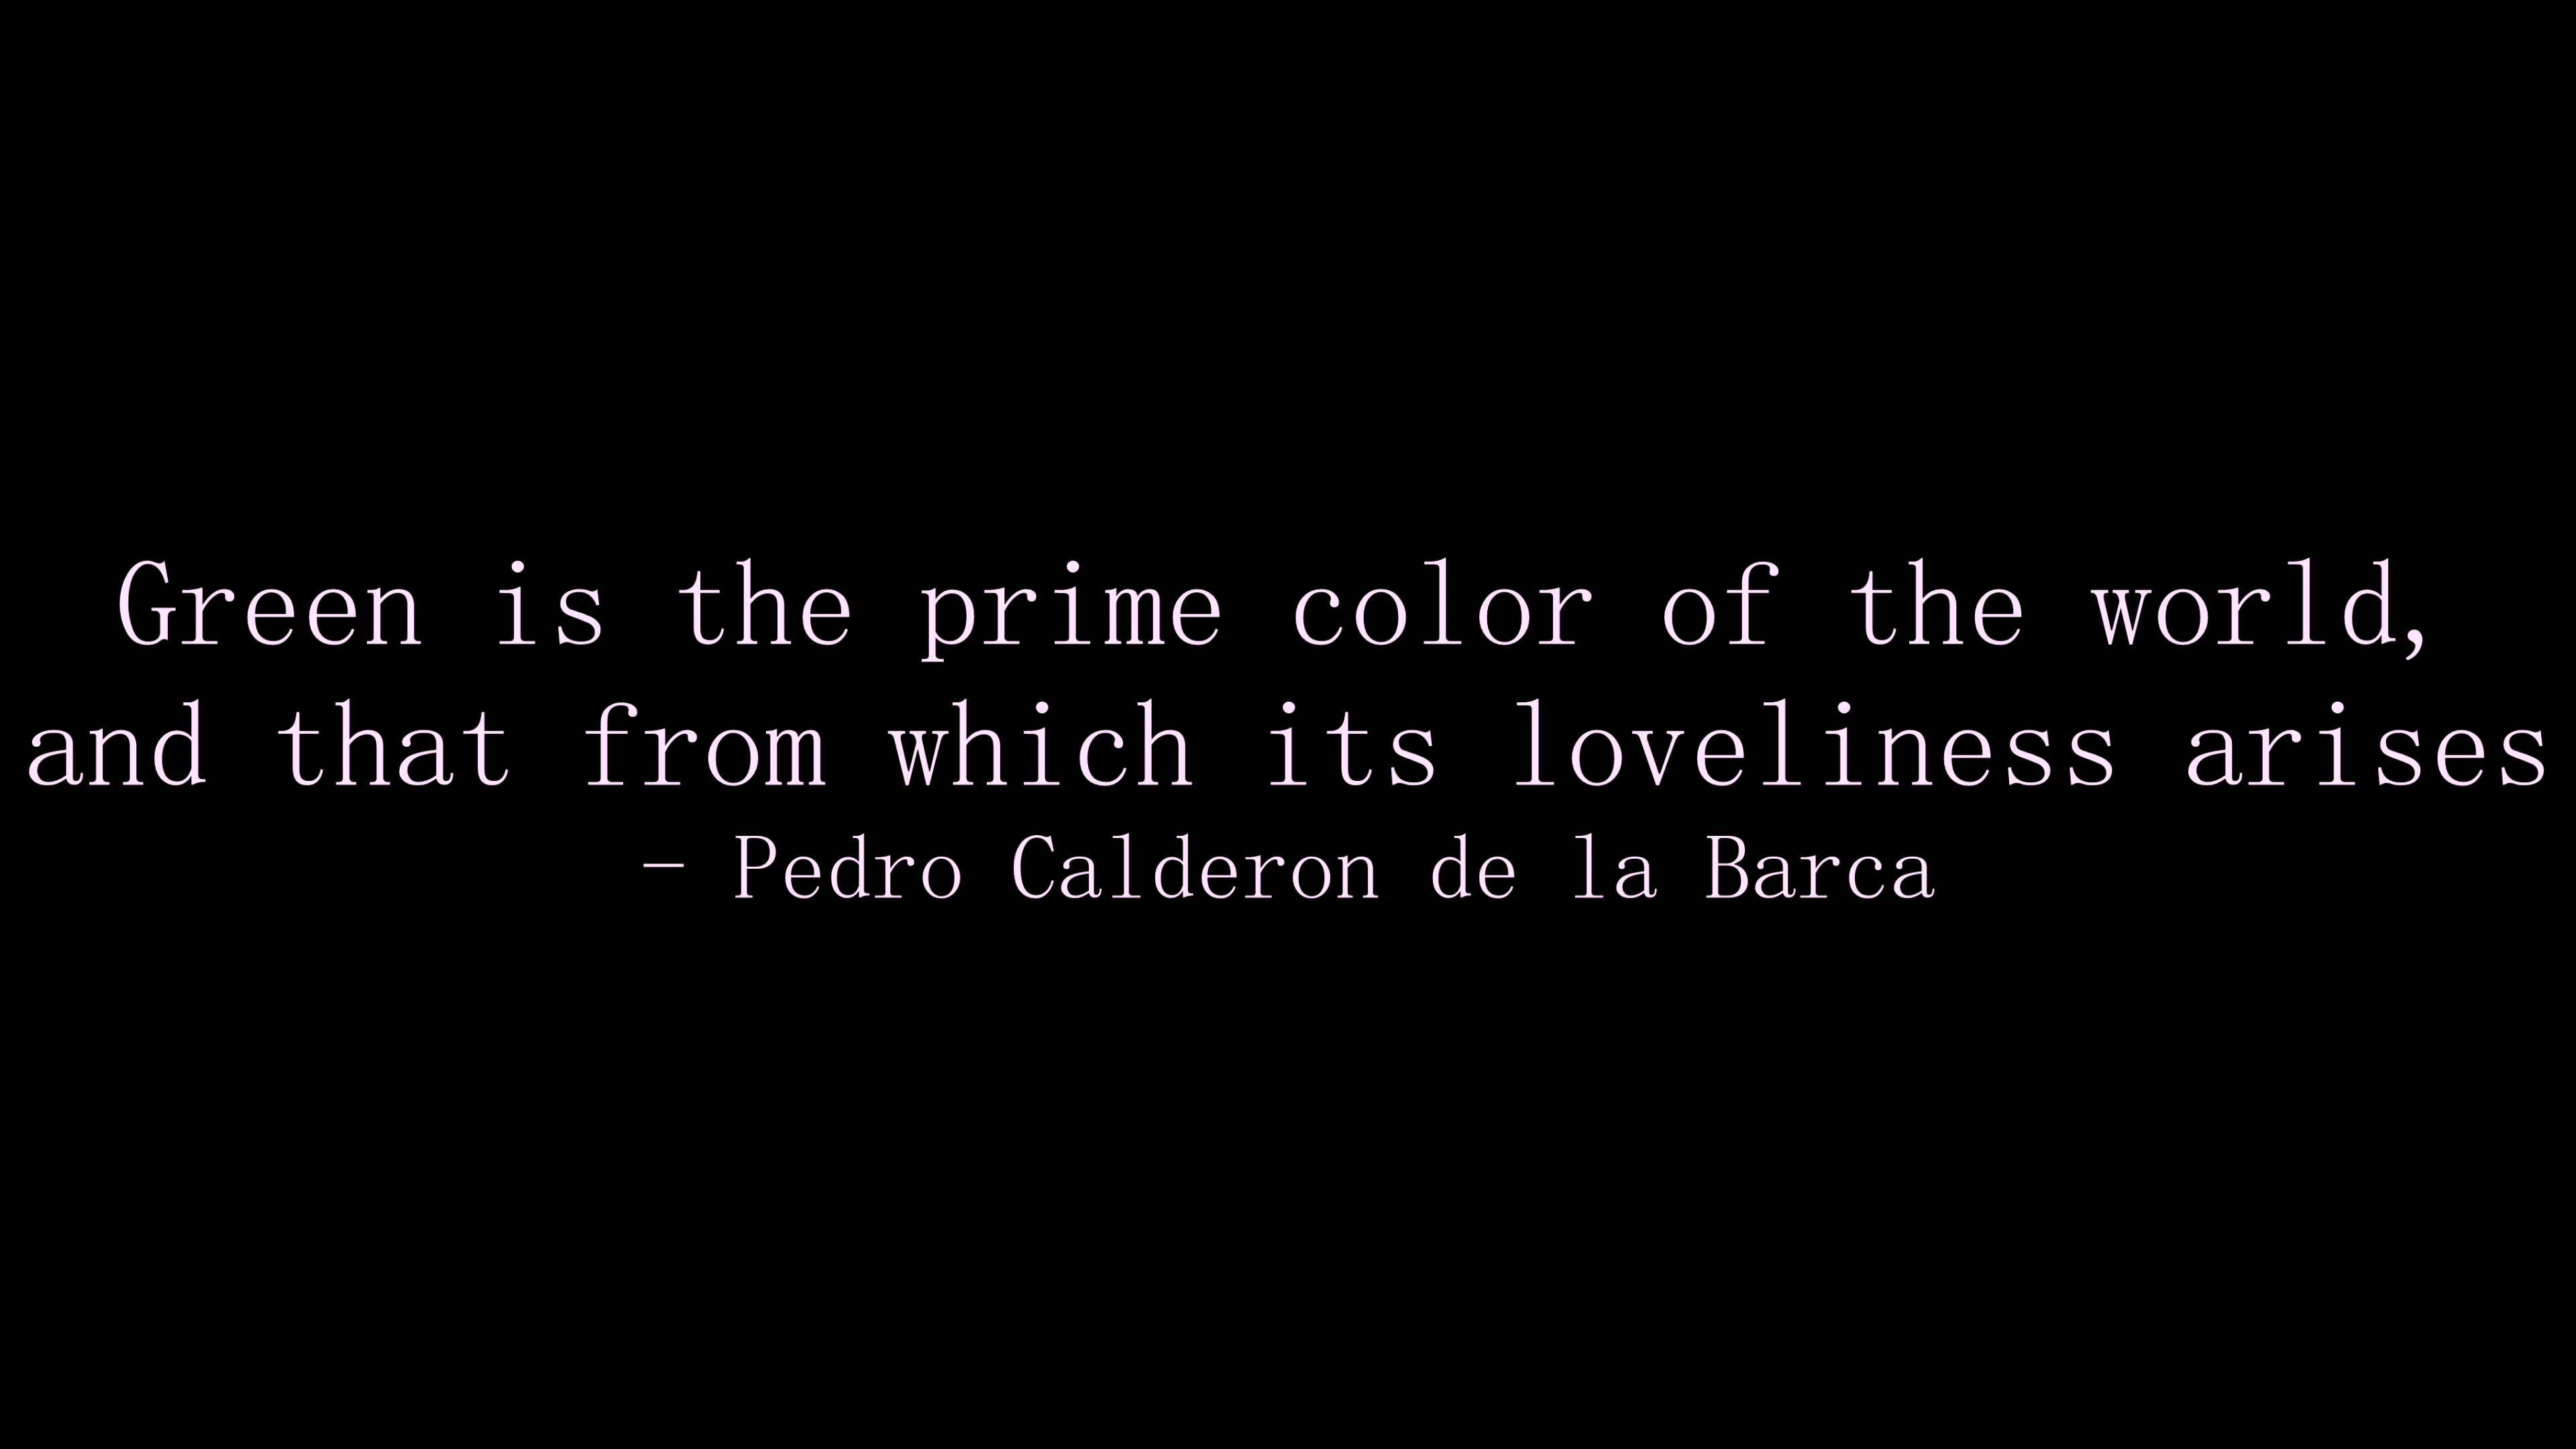 Green is the prime color of the world,
and that from which its loveliness arises
- Pedro Calderon de la Barca